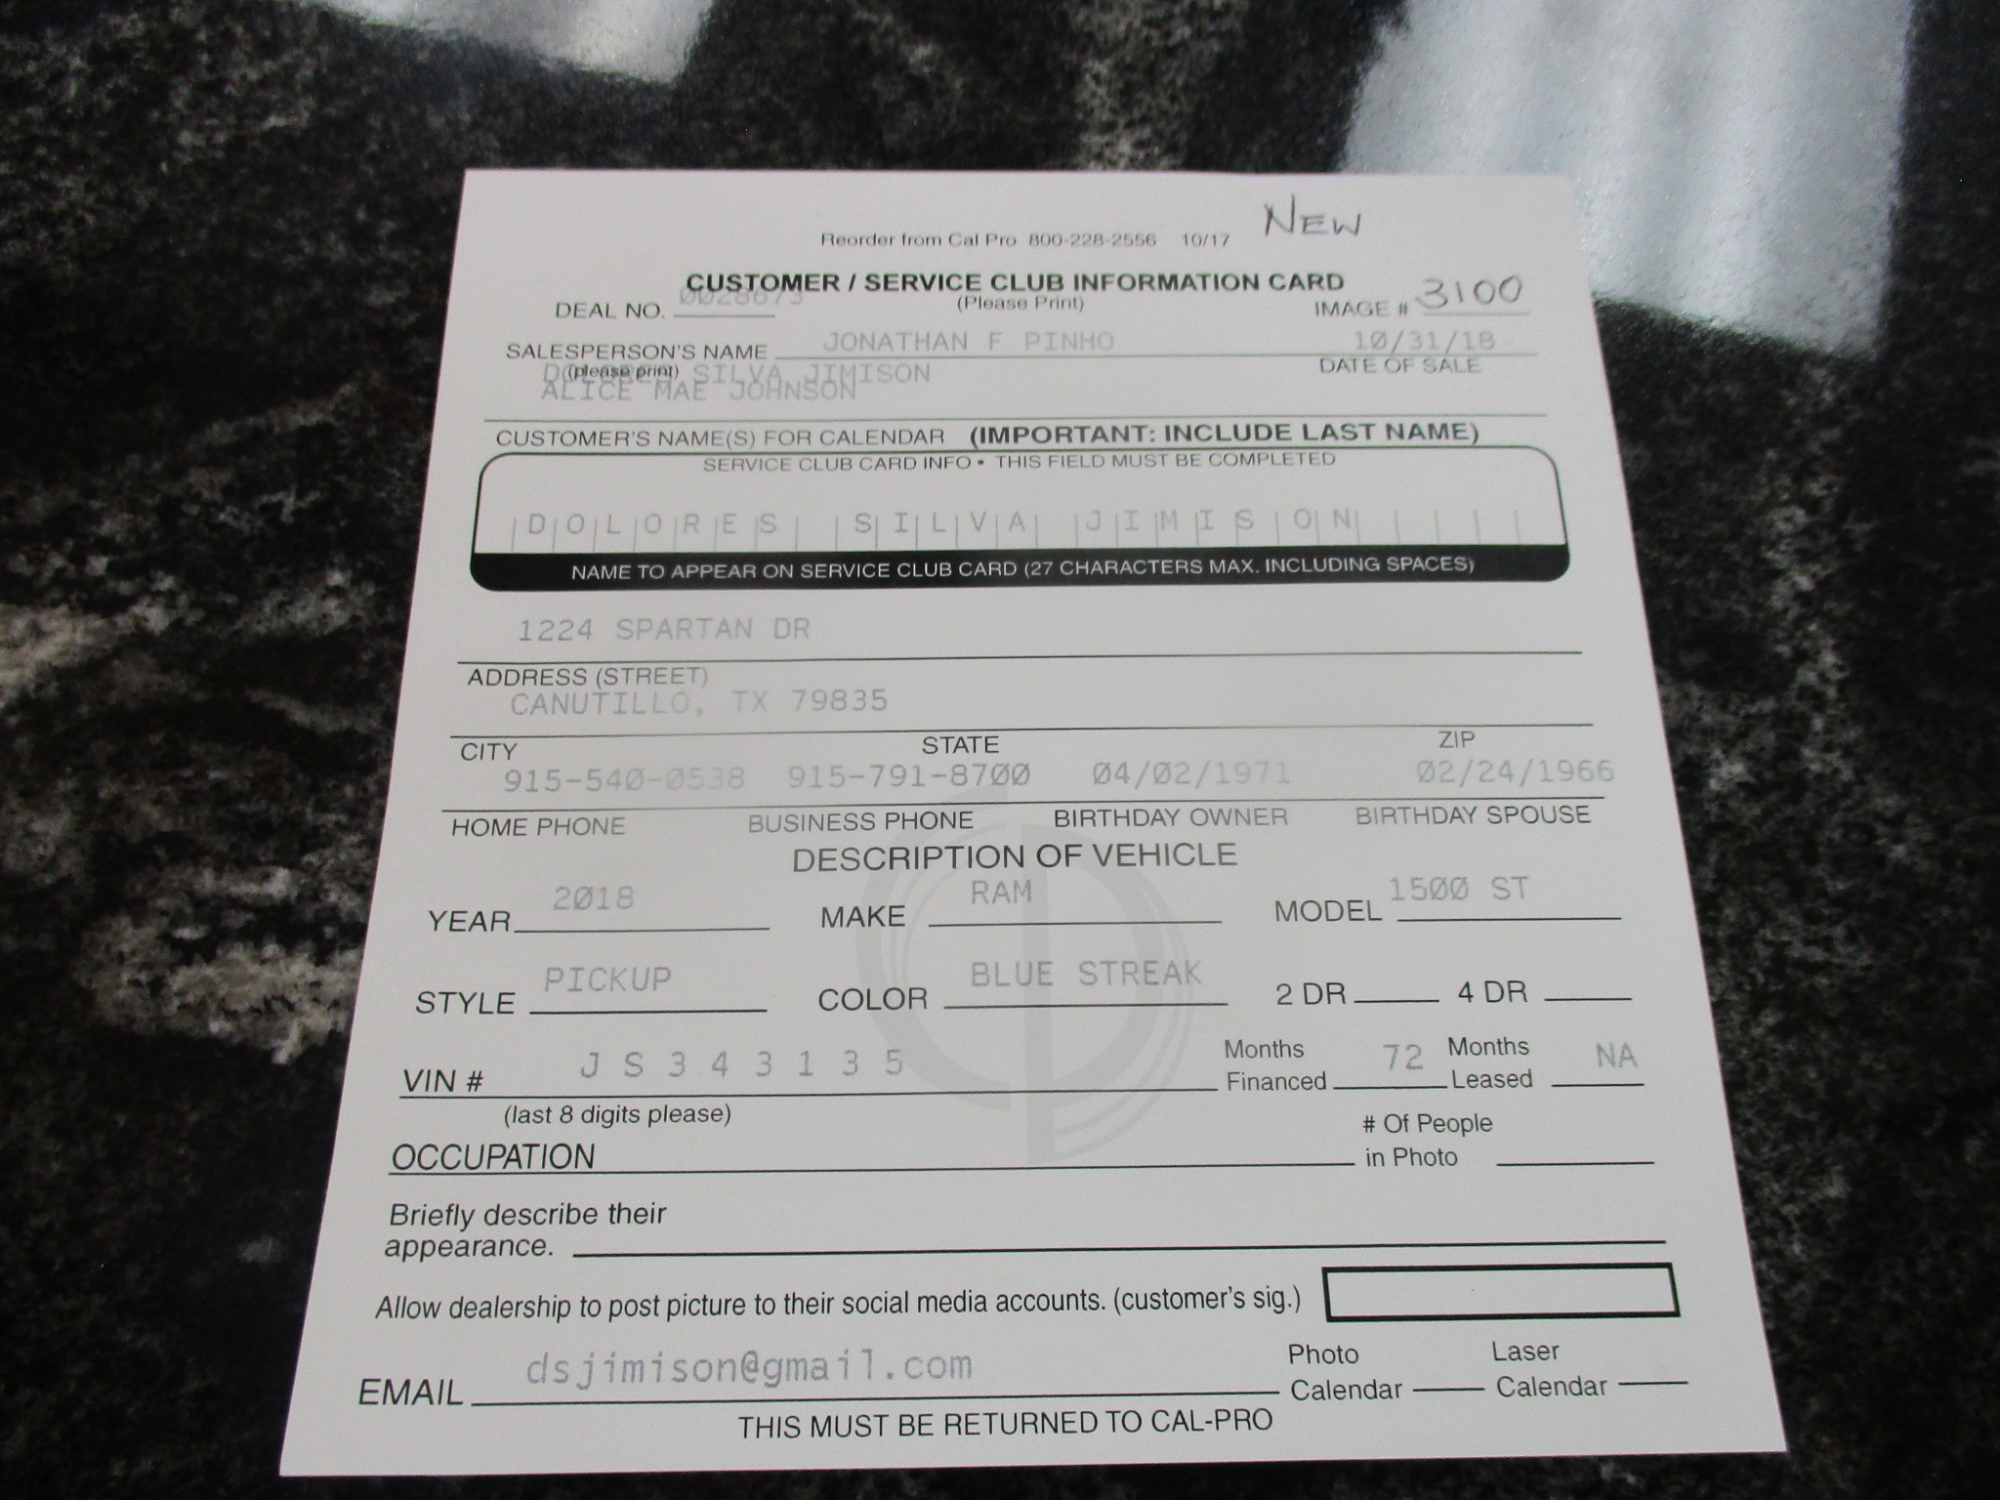 NEW
Reorder from Cal Pro 800-228-2556 10/17
CUSTOMER / SERVICE CLUB INFORMATION CARD
(Please Print)
DEAL NO. 0028673 IMAGE # 3100
SALESPERSON'S NAME JONATHAN F PINHO 10/31/18
(please print) DATE OF SALE
DOLORES SILVA JIMISON
ALICE MAE JOHNSON
CUSTOMER'S NAME(S) FOR CALENDAR (IMPORTANT: INCLUDE LAST NAME)
SERVICE CLUB CARD INFO • THIS FIELD MUST BE COMPLETED
DOLORES SILVA JIMISON
NAME TO APPEAR ON SERVICE CLUB CARD (27 CHARACTERS MAX. INCLUDING SPACES)
1224 SPARTAN DR
ADDRESS (STREET)
CANUTILLO, TX 79835
CITY STATE ZIP
915-540-0538 915-791-8700 04/02/1971 02/24/1966
HOME PHONE BUSINESS PHONE BIRTHDAY OWNER BIRTHDAY SPOUSE
DESCRIPTION OF VEHICLE
YEAR 2018 MAKE RAM MODEL 1500 ST
STYLE PICKUP COLOR BLUE STREAK 2 DR 4 DR
VIN # J S 3 4 3 1 3 5 Months Financed 72 Months Leased NA
(last 8 digits please)
OCCUPATION # Of People in Photo
Briefly describe their
appearance.
Allow dealership to post picture to their social media accounts. (customer's sig.)
EMAIL dsjimison@gmail.com Photo Calendar Laser Calendar
THIS MUST BE RETURNED TO CAL-PRO